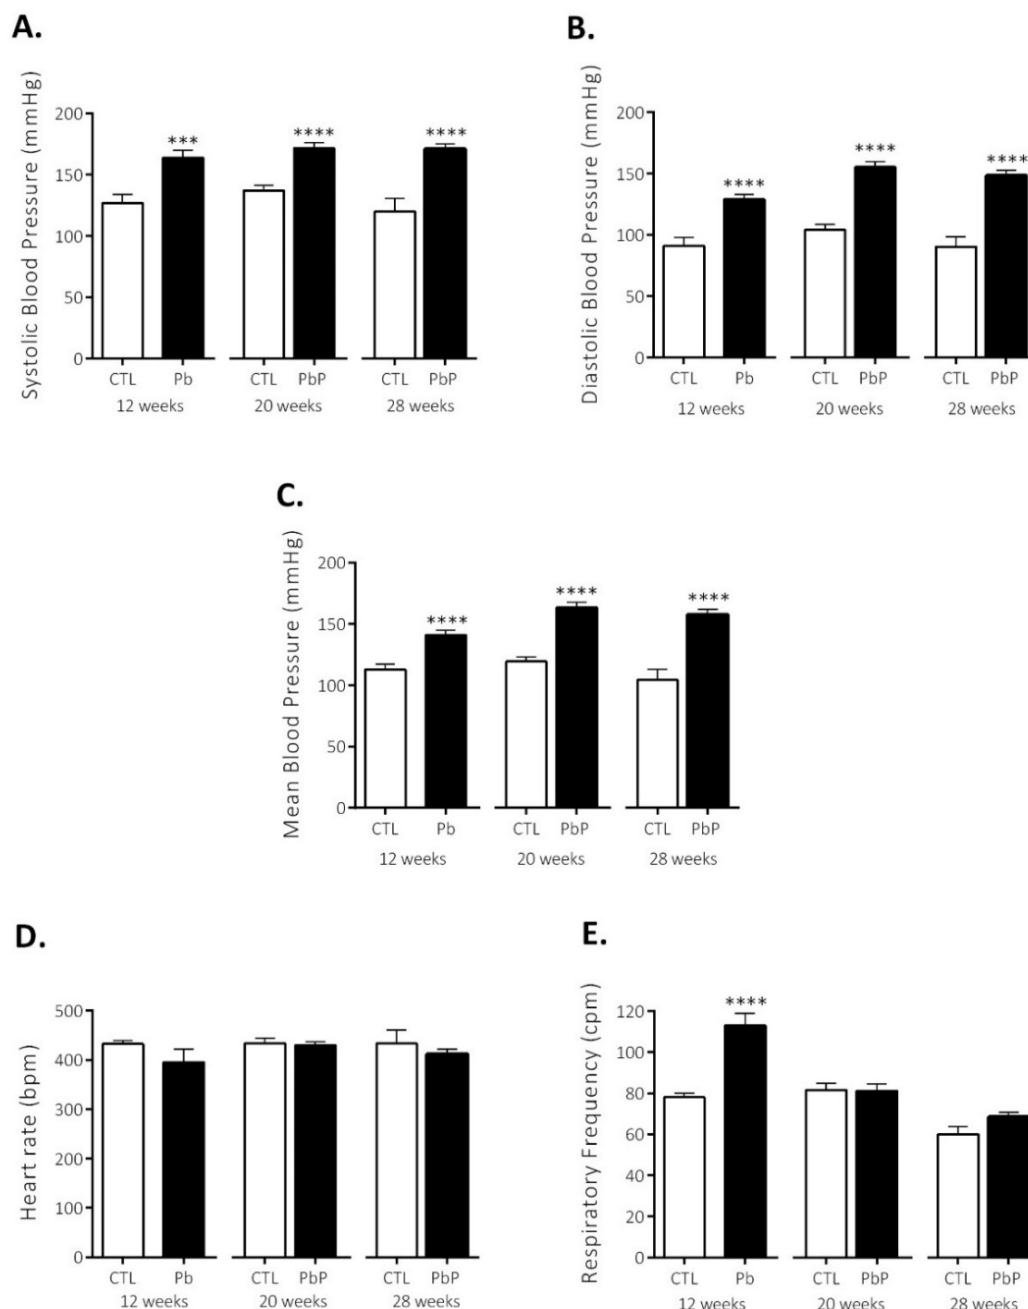 A.
Systolic Blood Pressure (mmHg)
200
150
100
50
0
***
****
****
CTL Pb CTL PbP CTL PbP
12 weeks 20 weeks 28 weeks
B.
Diastolic Blood Pressure (mmHg)
200
150
100
50
0
****
****
****
CTL Pb CTL PbP CTL PbP
12 weeks 20 weeks 28 weeks
C.
Mean Blood Pressure (mmHg)
200
150
100
50
0
****
****
****
CTL Pb CTL PbP CTL PbP
12 weeks 20 weeks 28 weeks
D.
Heart rate (bpm)
500
400
300
200
100
0
CTL Pb CTL PbP CTL PbP
12 weeks 20 weeks 28 weeks
E.
Respiratory Frequency (cpm)
120
100
80
60
40
20
0
****
CTL Pb CTL PbP CTL PbP
12 weeks 20 weeks 28 weeks